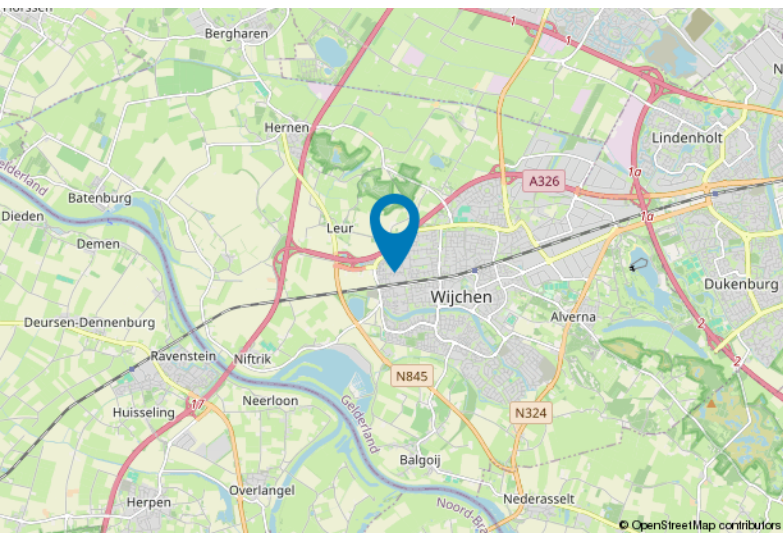 Horssen
Bergharen
1
1
N
Hernen
Lindenholt
1a
A326
Gelderland
Batenburg
1a
Dieden
Leur
Demen
Dukenburg
Wijchen
Alverna
Deursen-Dennenburg
2
Ravenstein
Niftrik
2
N845
Neerloon
17
Huisseling
Gelderland
N324
Balgoij
Overlangel
Nederasselt
Herpen
Noord-Bra
© OpenStreetMap contributors